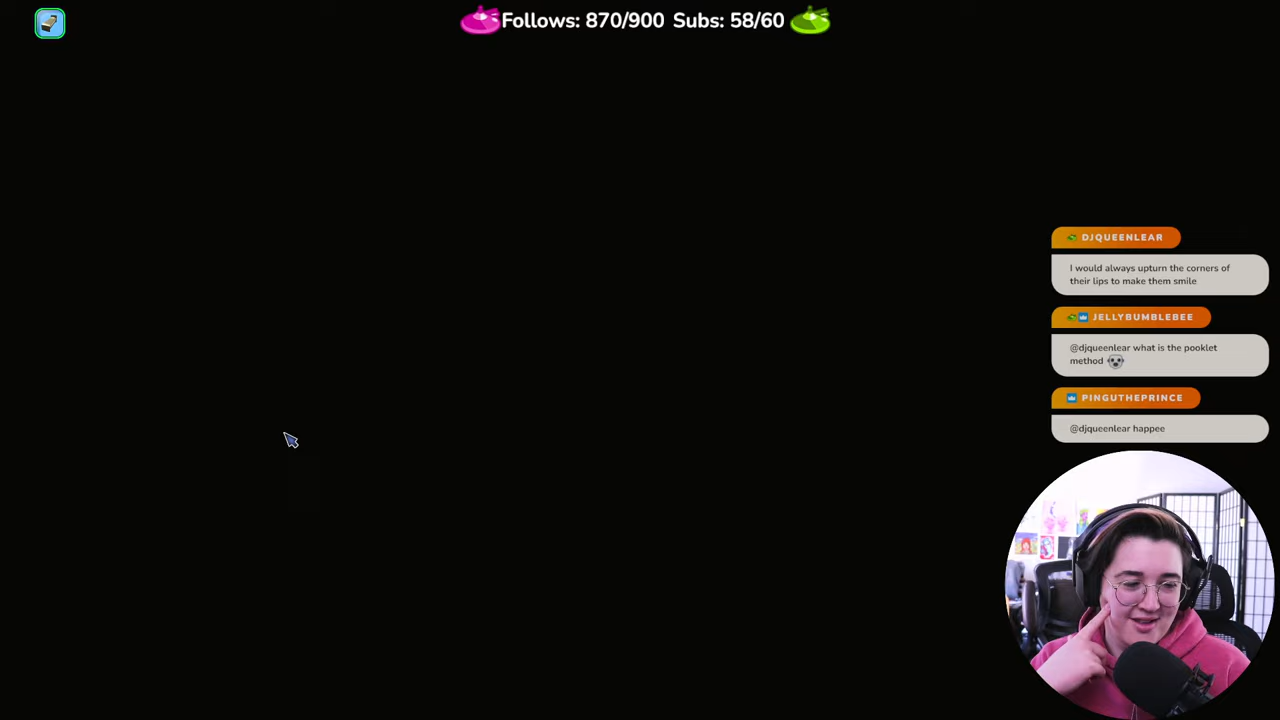 Follows: 870/900 Subs: 58/60
DJQUEENLEAR
I would always upturn the corners of
their lips to make them smile
JELLYBUMBLEBEE
@djqueenlear what is the pooklet
method
PINGUTHEPRINCE
@djqueenlear happee